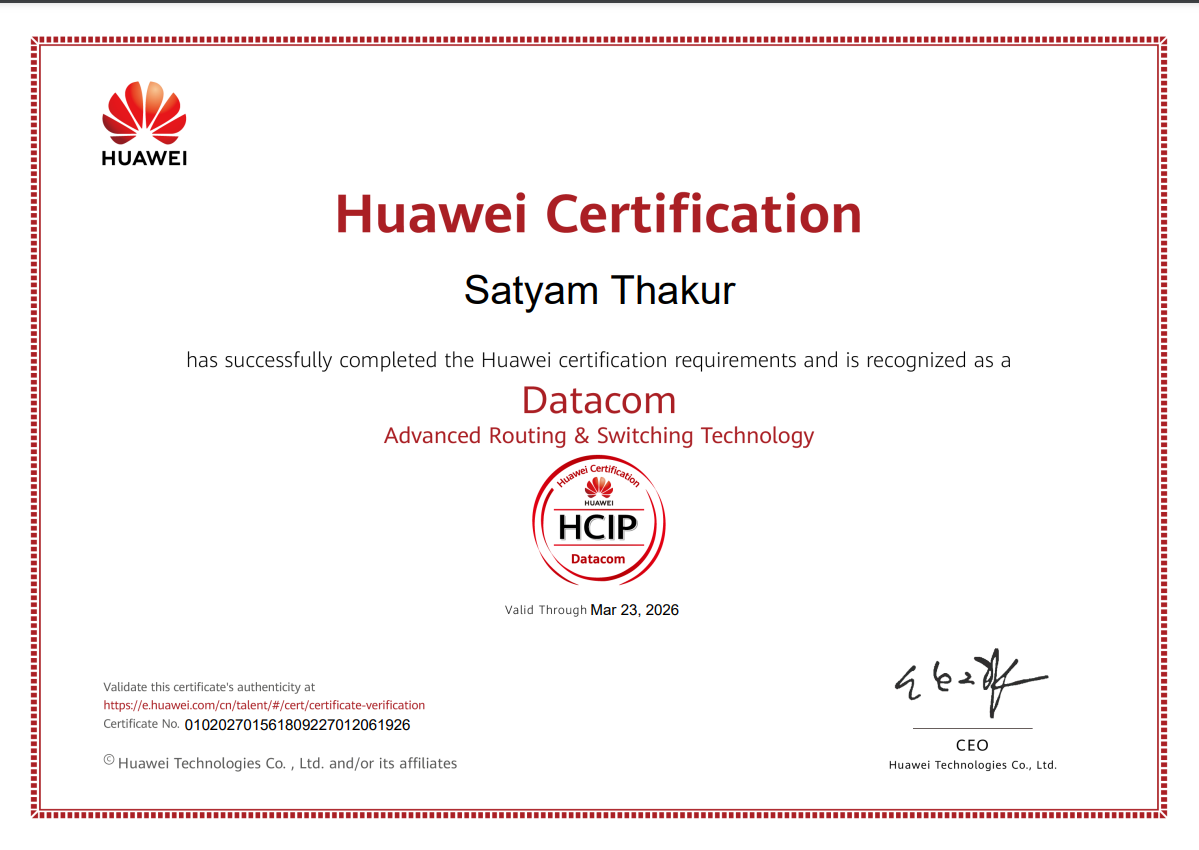 HUAWEI
Huawei Certification
Satyam Thakur
has successfully completed the Huawei certification requirements and is recognized as a
Datacom
Advanced Routing & Switching Technology
Huawei Certification
HUAWEI
HCIP
Datacom
Valid Through Mar 23, 2026
Validate this certificate's authenticity at
https://e.huawei.com/cn/talent/#/cert/certificate-verification
Certificate No. 010202701561809227012061926
© Huawei Technologies Co. , Ltd. and/or its affiliates
CEO
Huawei Technologies Co., Ltd.